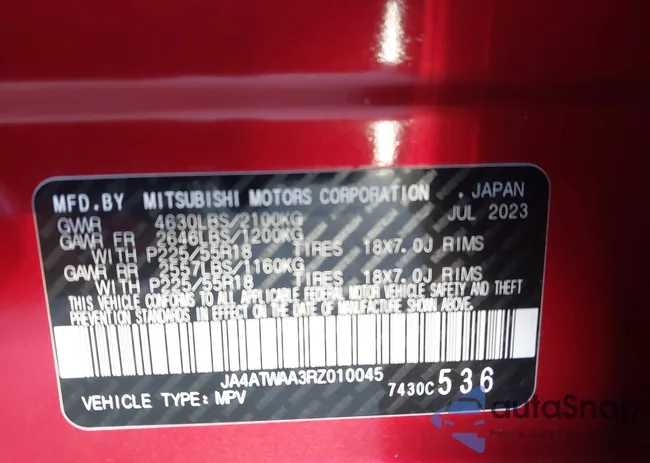 MFD.BY MITSUBISHI MOTORS CORPORATION . JAPAN
GVWR 4630LBS/2100KG JUL 2023
GAWR FR 2646LBS/1200KG
WITH P225/55R18 TIRES 18X7.0J RIMS
GAWR RR 2557LBS/1160KG
WITH P225/55R18 TIRES 18X7.0J RIMS
THIS VEHICLE CONFORMS TO ALL APPLICABLE FEDERAL MOTOR VEHICLE SAFETY AND THEFT
PREVENTION STANDARDS IN EFFECT ON THE DATE OF MANUFACTURE SHOWN ABOVE.
JA4ATWAA3RZ010045
VEHICLE TYPE: MPV 7430C 536
autaSnap